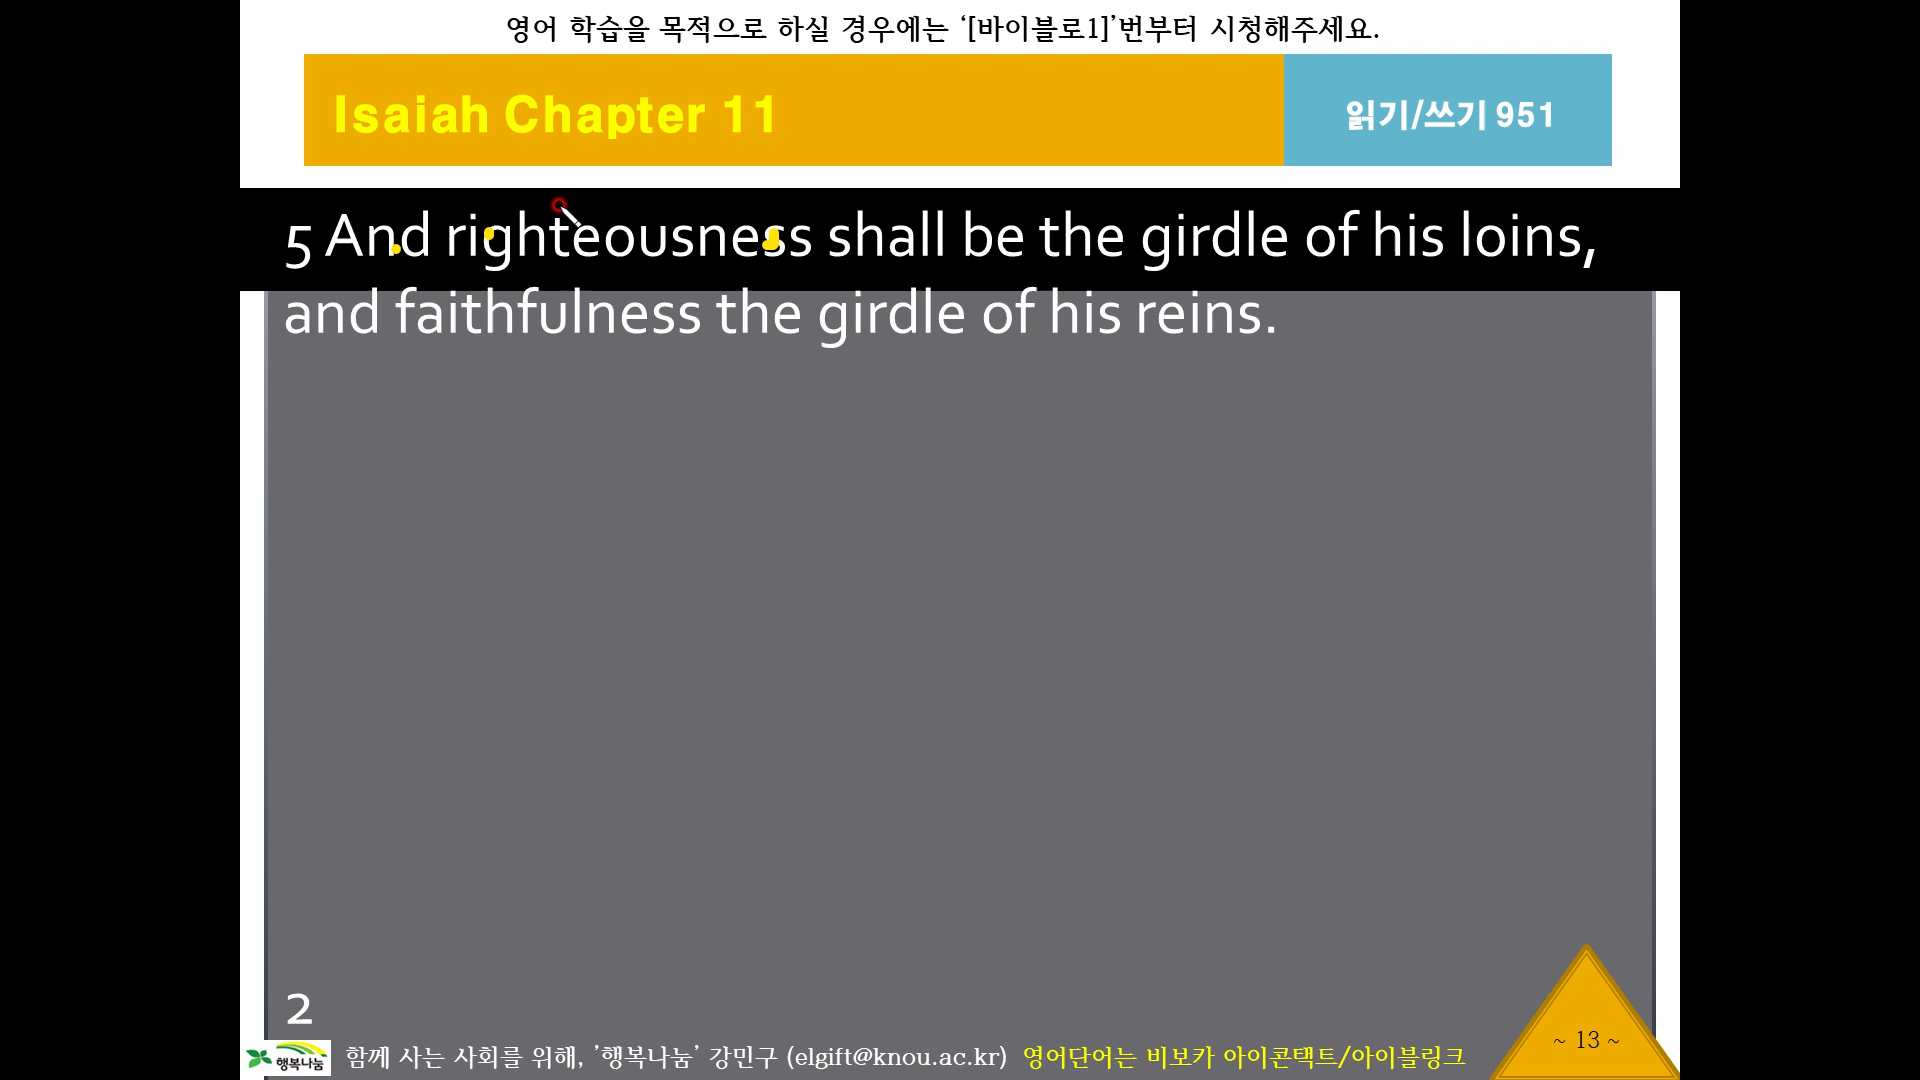 영어 학습을 목적으로 하실 경우에는 ‘[바이블로1]’번부터 시청해주세요.
Isaiah Chapter 11
읽기/쓰기 951
5 And righteousness shall be the girdle of his loins,
and faithfulness the girdle of his reins.
2
~ 13 ~
행복나눔
함께 사는 사회를 위해, ’행복나눔’ 강민구 (elgift@knou.ac.kr) 영어단어는 비보카 아이콘택트/아이블링크